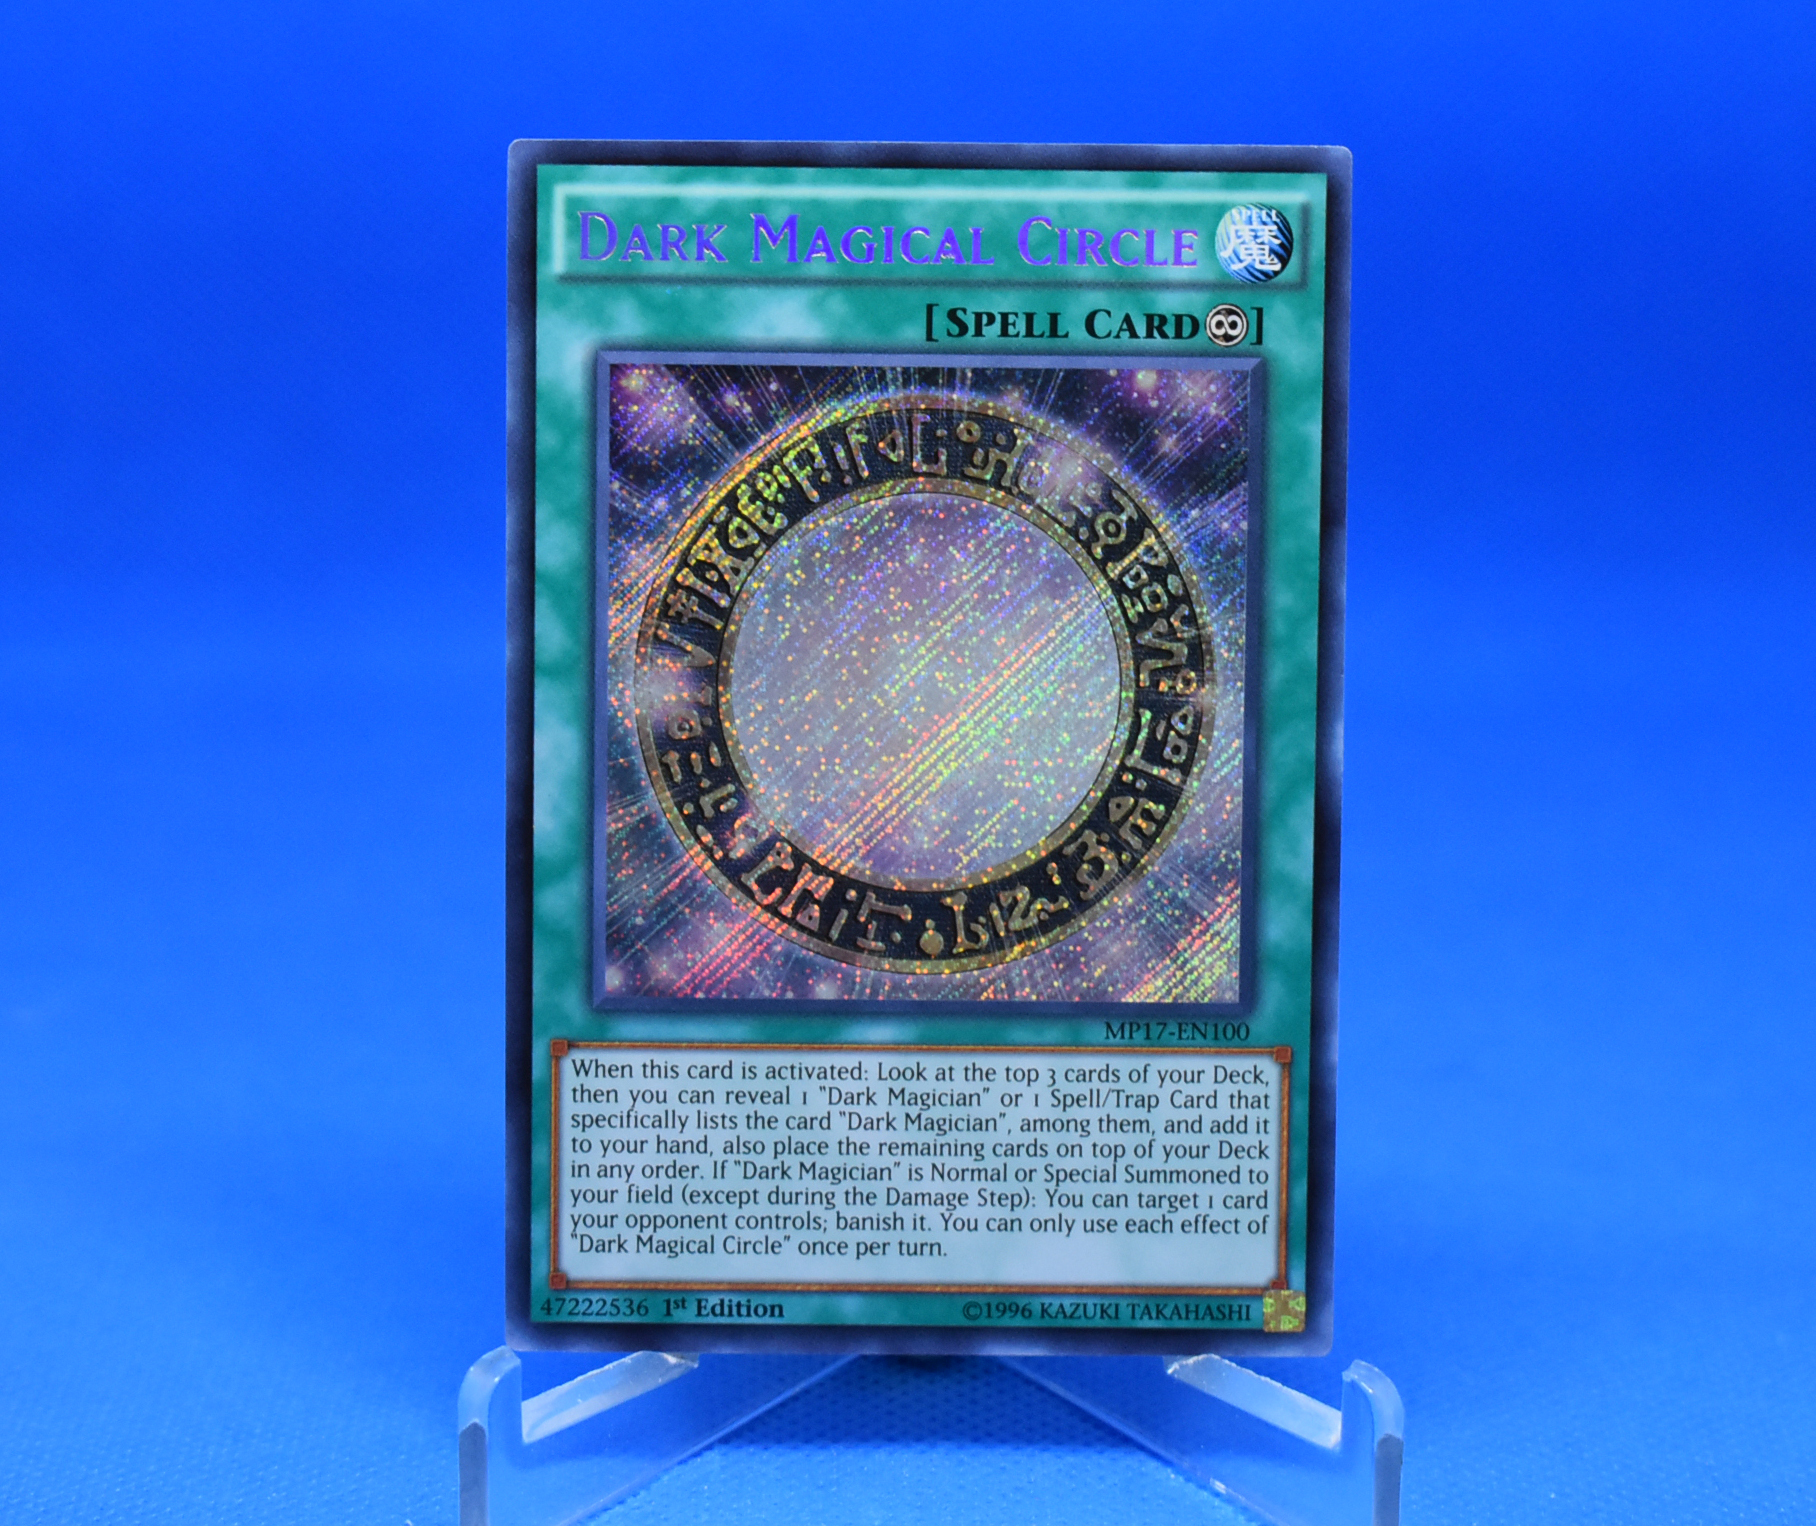 DARK MAGICAL CIRCLE
SPELL
魔
[SPELL CARD∞]
MP17-EN100
When this card is activated: Look at the top 3 cards of your Deck,
then you can reveal 1 "Dark Magician" or 1 Spell/Trap Card that
specifically lists the card "Dark Magician", among them, and add it
to your hand, also place the remaining cards on top of your Deck
in any order. If "Dark Magician" is Normal or Special Summoned to
your field (except during the Damage Step): You can target 1 card
your opponent controls; banish it. You can only use each effect of
"Dark Magical Circle" once per turn.
47222536 1st Edition ©1996 KAZUKI TAKAHASHI